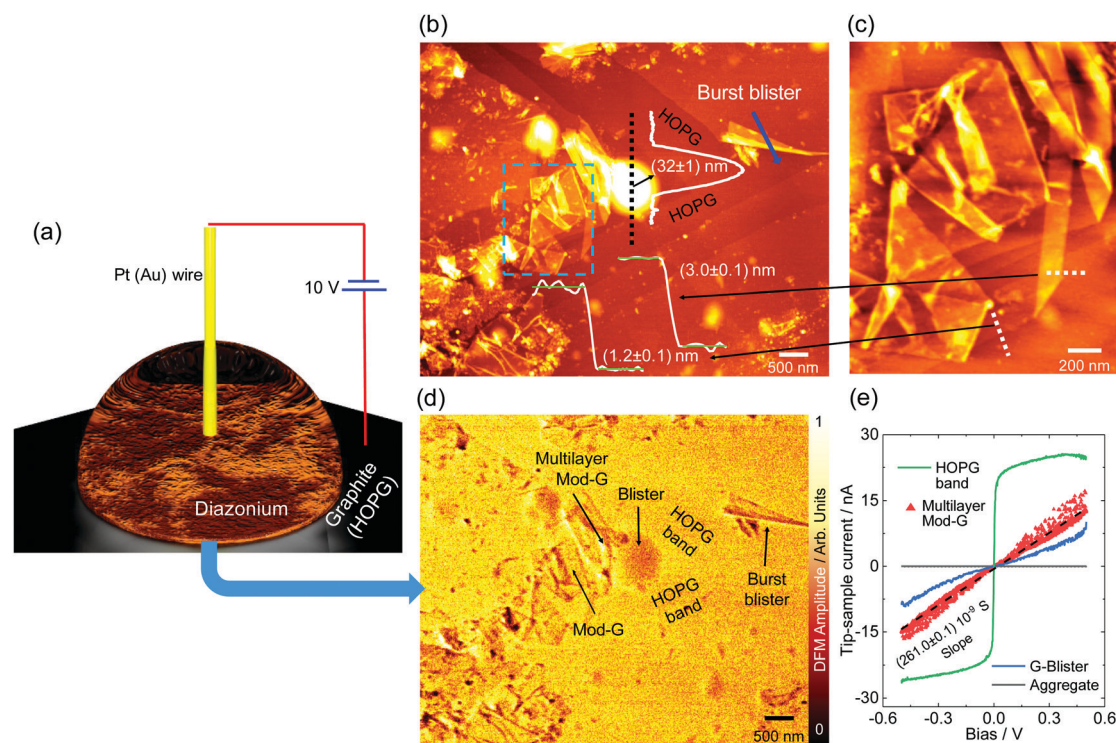 (a)
Pt (Au) wire
10 V
Diazonium
Graphite
(HOPG)
(b)
Burst blister
HOPG
(32±1) nm
HOPG
(3.0±0.1) nm
(1.2±0.1) nm
500 nm
(c)
200 nm
(d)
Multilayer
Mod-G
Blister
HOPG
band
HOPG
band
Mod-G
Burst
blister
500 nm
1
DFM Amplitude / Arb. Units
0
(e)
Tip-sample current / nA
30
15
0
-15
-30
HOPG
band
Multilayer
Mod-G
(261.0±0.1) 10⁻⁹ S
Slope
G-Blister
Aggregate
-0.6
-0.3
0.0
0.3
0.6
Bias / V